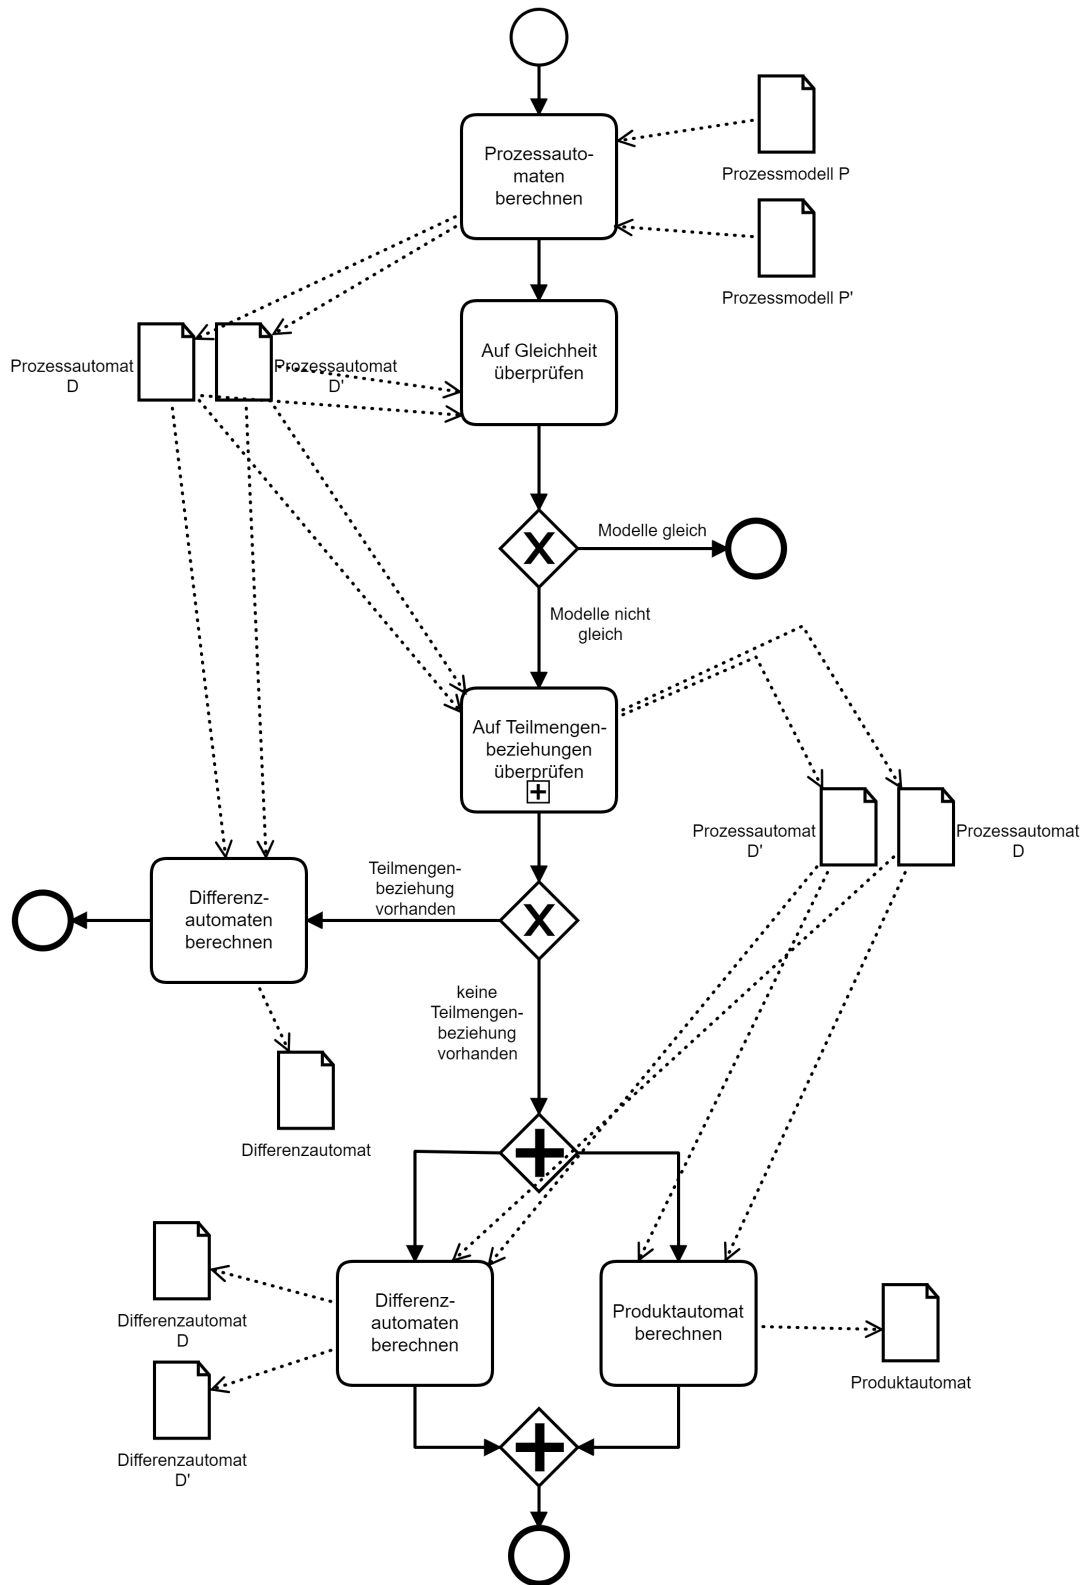 Prozessauto-
maten
berechnen
Prozessmodell P
Prozessmodell P'
Auf Gleichheit
überprüfen
Prozessautomat
D
Prozessautomat
D'
Modelle gleich
Modelle nicht
gleich
Auf Teilmengen-
beziehungen
überprüfen
Prozessautomat
D'
Prozessautomat
D
Teilmengen-
beziehung
vorhanden
Differenz-
automaten
berechnen
keine
Teilmengen-
beziehung
vorhanden
Differenzautomat
Differenz-
automaten
berechnen
Produktautomat
berechnen
Differenzautomat
D
Produktautomat
Differenzautomat
D'